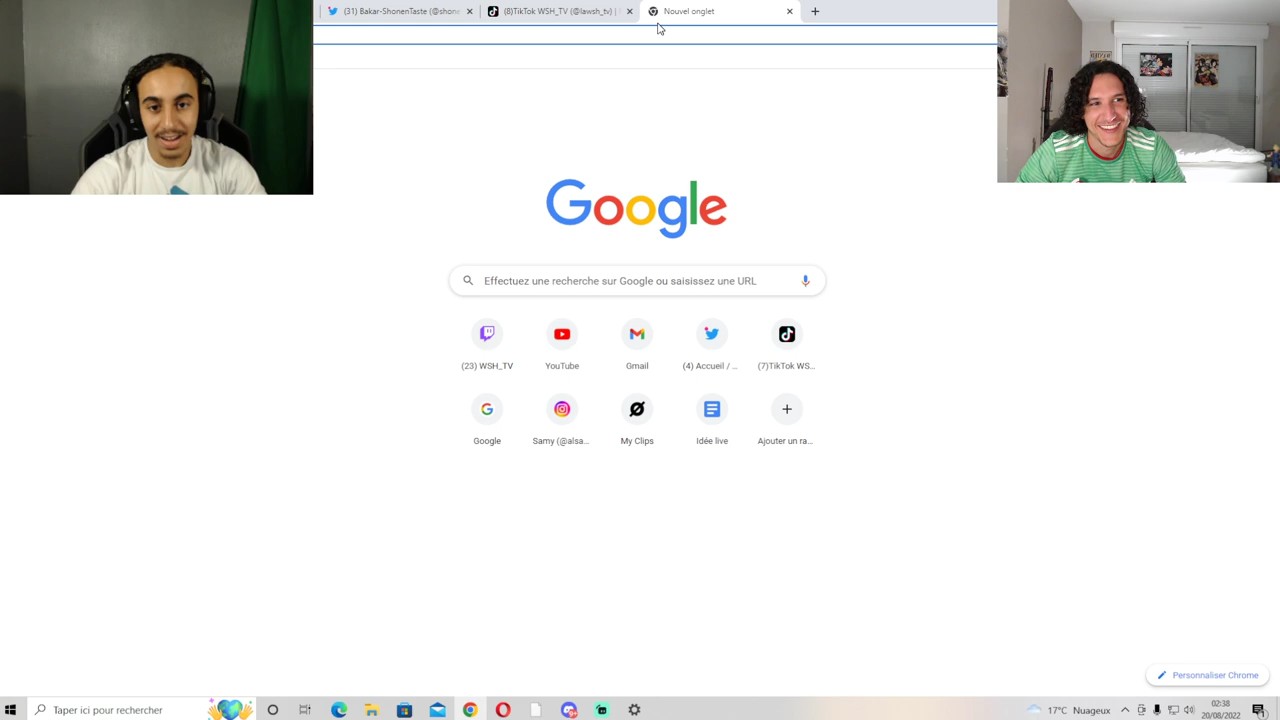 (31) Bakar-ShonenTaste (@shone
(8)TikTok WSH_TV (@lawsh_tv) |
Nouvel onglet
Google
Effectuez une recherche sur Google ou saisissez une URL
(23) WSH_TV
YouTube
Gmail
(4) Accueil / ...
(7)TikTok WS...
Google
Samy (@alsa...
My Clips
Idée live
Ajouter un ra...
Personnaliser Chrome
Taper ici pour rechercher
17°C Nuageux
02:38
20/08/2022